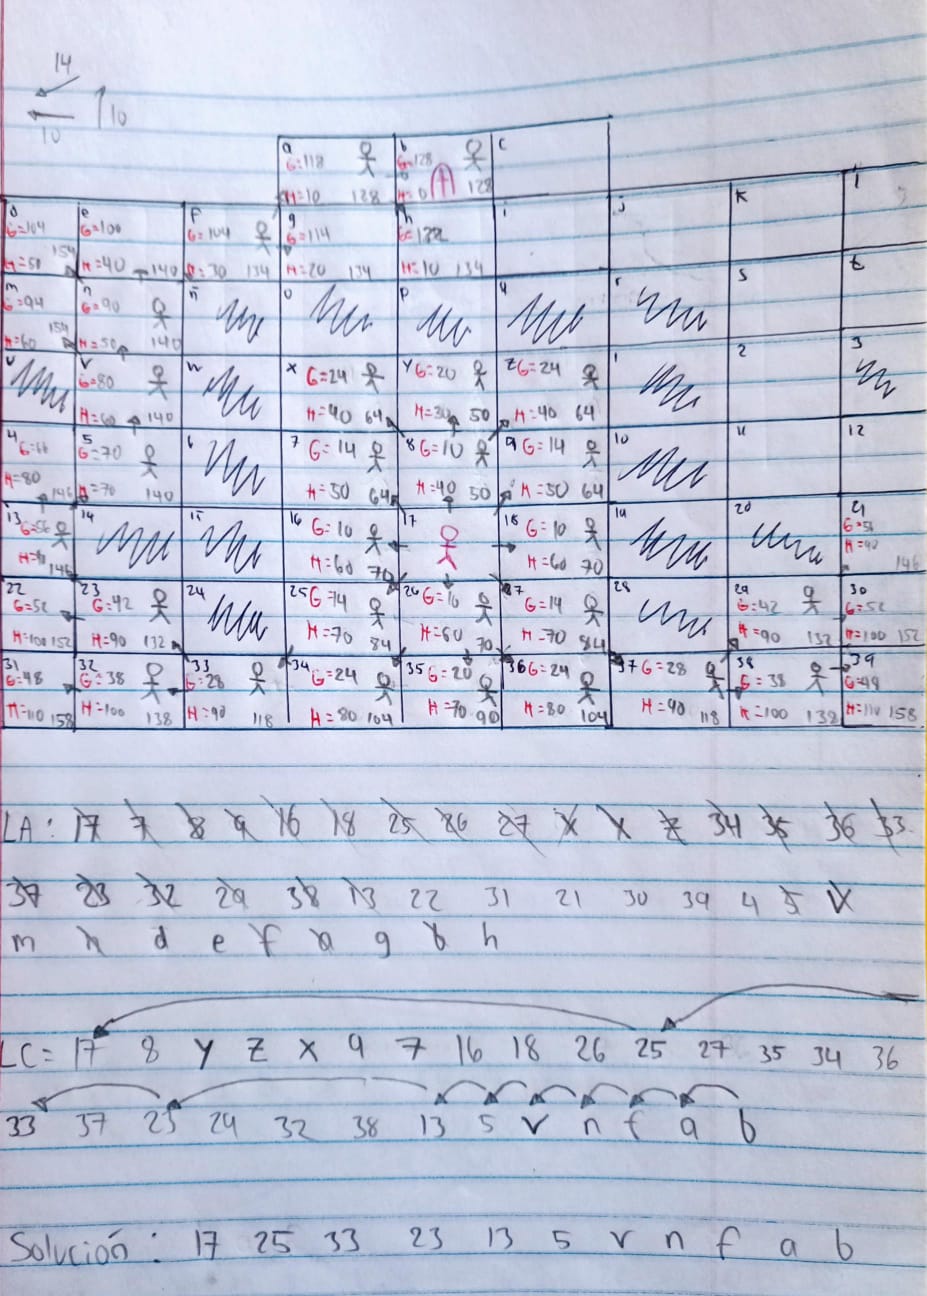 14
10
10
a b c
G=118 G=128
H=10 128 H=0 128
d e f g h i j k l
G=104 G=100 G=104 G=114 G=122
H=50 154 H=40 140 H=30 134 H=20 134 H=10 134
m n ñ o p q r s t
G=94 G=90
H=60 154 H=50 140
u v w x G=24 y G=20 z G=24 1 2 3
G=80
H=60 140 H=40 64 H=30 50 H=40 64
4 5 6 7 G=14 8 G=10 9 G=14 10 11 12
G=66 G=70
H=80 146 H=70 140 H=50 64 H=40 50 H=50 64
13 G=56 14 15 16 G=10 17 18 G=10 19 20 21
G=56
H=90 146 H=60 70 H=60 70 H=90 146
22 23 24 25 G=14 26 G=10 27 G=14 28 29 30
G=52 G=42 G=42 G=52
H=100 152 H=90 132 H=70 84 H=60 70 H=70 84 H=90 132 H=100 152
31 32 33 34 G=24 35 G=20 36 G=24 37 G=28 38 39
G=48 G=38 G=28 G=38 G=48
H=110 158 H=100 138 H=90 118 H=80 104 H=70 90 H=80 104 H=90 118 H=100 138 H=110 158
LA: 17 7 8 9 16 18 25 26 27 x y z 34 35 36 33
37 23 32 29 38 13 22 31 21 30 39 4 5 v
m n d e f a g b h
LC= 17 8 y z x 9 7 16 18 26 25 27 35 34 36
33 37 23 29 32 38 13 5 v n f a b
Solución: 17 25 33 23 13 5 v n f a b